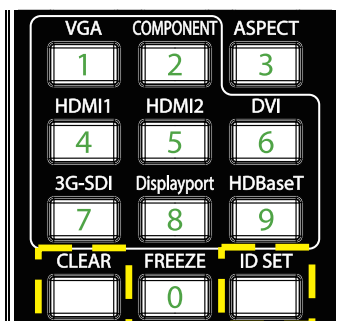 VGA COMPONENT ASPECT
1 2 3
HDMI1 HDMI2 DVI
4 5 6
3G-SDI Displayport HDBaseT
7 8 9
CLEAR FREEZE ID SET
0